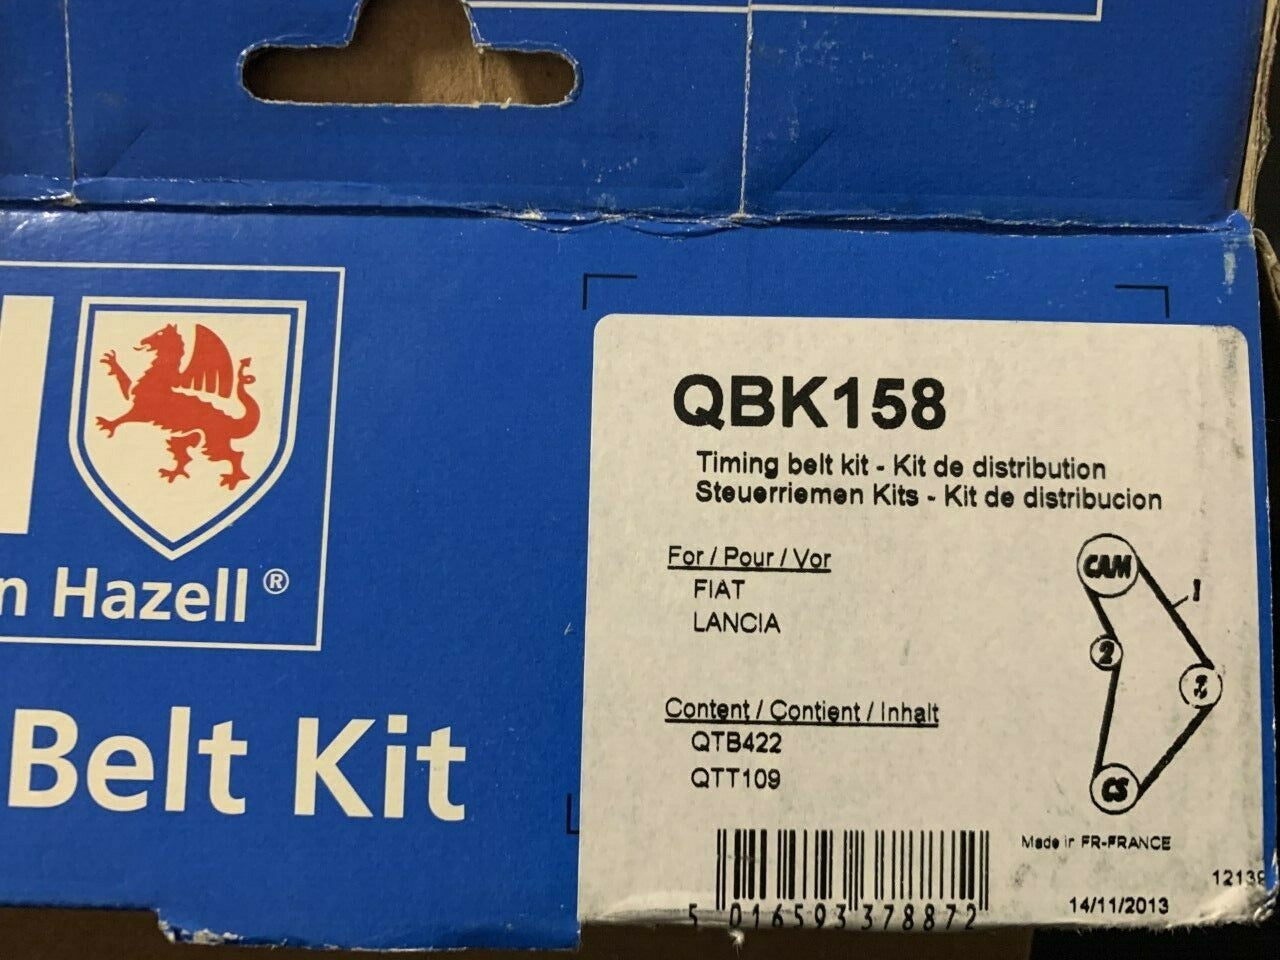 n Hazell ®
Belt Kit
QBK158
Timing belt kit - Kit de distribution
Steuerriemen Kits - Kit de distribucion
For / Pour / Vor
FIAT
LANCIA
Content / Contient / Inhalt
QTB422
QTT109
CAM
1
2
2
CS
Made in FR-FRANCE
12139
14/11/2013
5 016593 378872